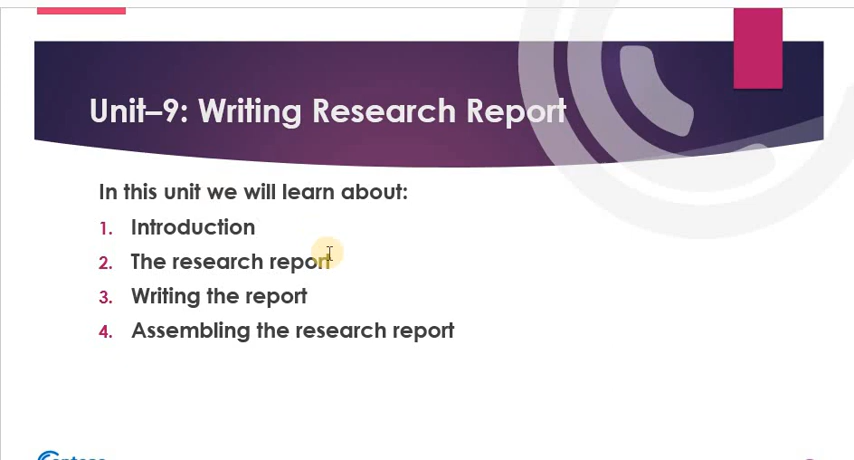 Unit–9: Writing Research Report
In this unit we will learn about:
1. Introduction
2. The research report
3. Writing the report
4. Assembling the research report